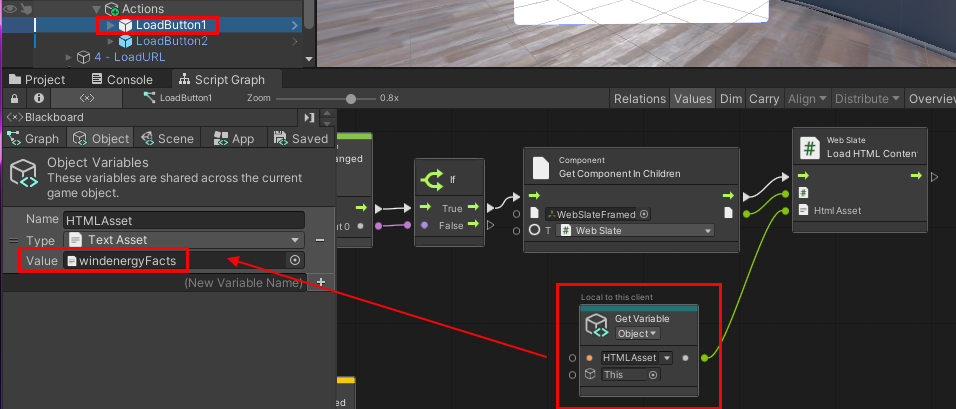 Actions
LoadButton1
LoadButton2
4 - LoadURL
Project
Console
Script Graph
LoadButton1
Zoom
0.8x
Relations
Values
Dim
Carry
Align
Distribute
Overview
<×> Blackboard
Graph
Object
Scene
App
Saved
Object Variables
These variables are shared across the current
game object.
Name
HTMLAsset
Type
Text Asset
Value
windenergyFacts
(New Variable Name)
+
anged
t 0
If
True
False
Component
Get Component In Children
WebSlateFramed
T
# Web Slate
Web Slate
Load HTML Conten
#
Html Asset
Local to this client
Get Variable
Object
HTMLAsset
This